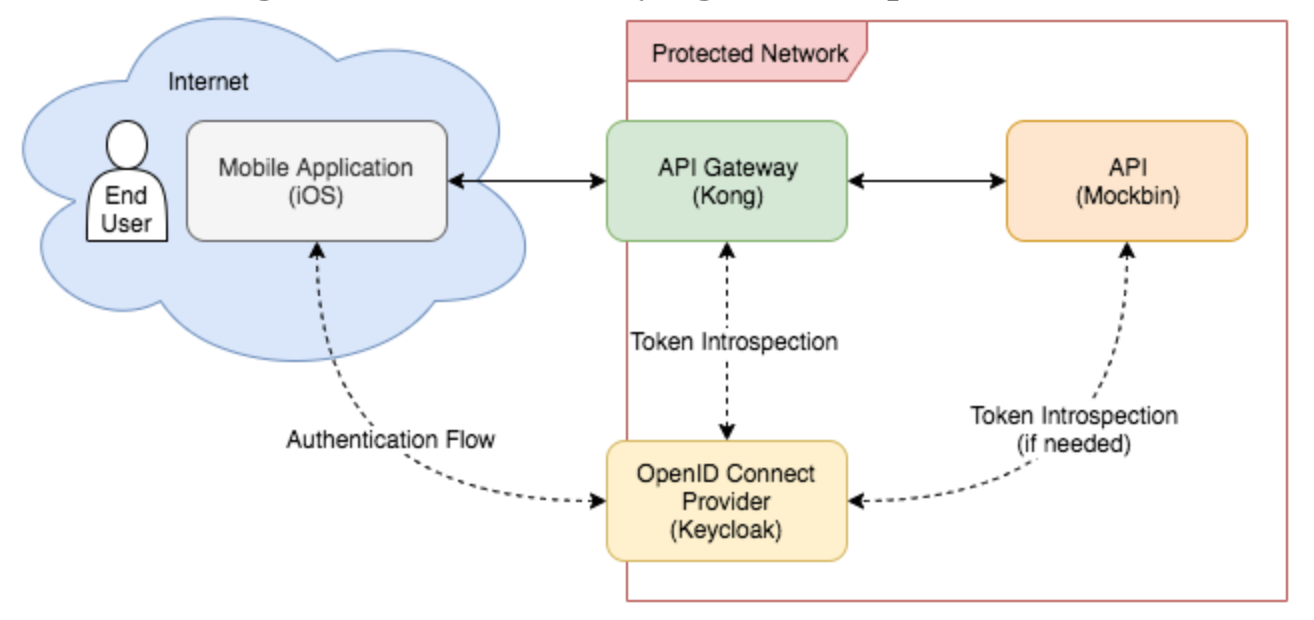 Internet
Protected Network
End
User
Mobile Application
(iOS)
API Gateway
(Kong)
API
(Mockbin)
Token Introspection
Token Introspection
(if needed)
Authentication Flow
OpenID Connect
Provider
(Keycloak)